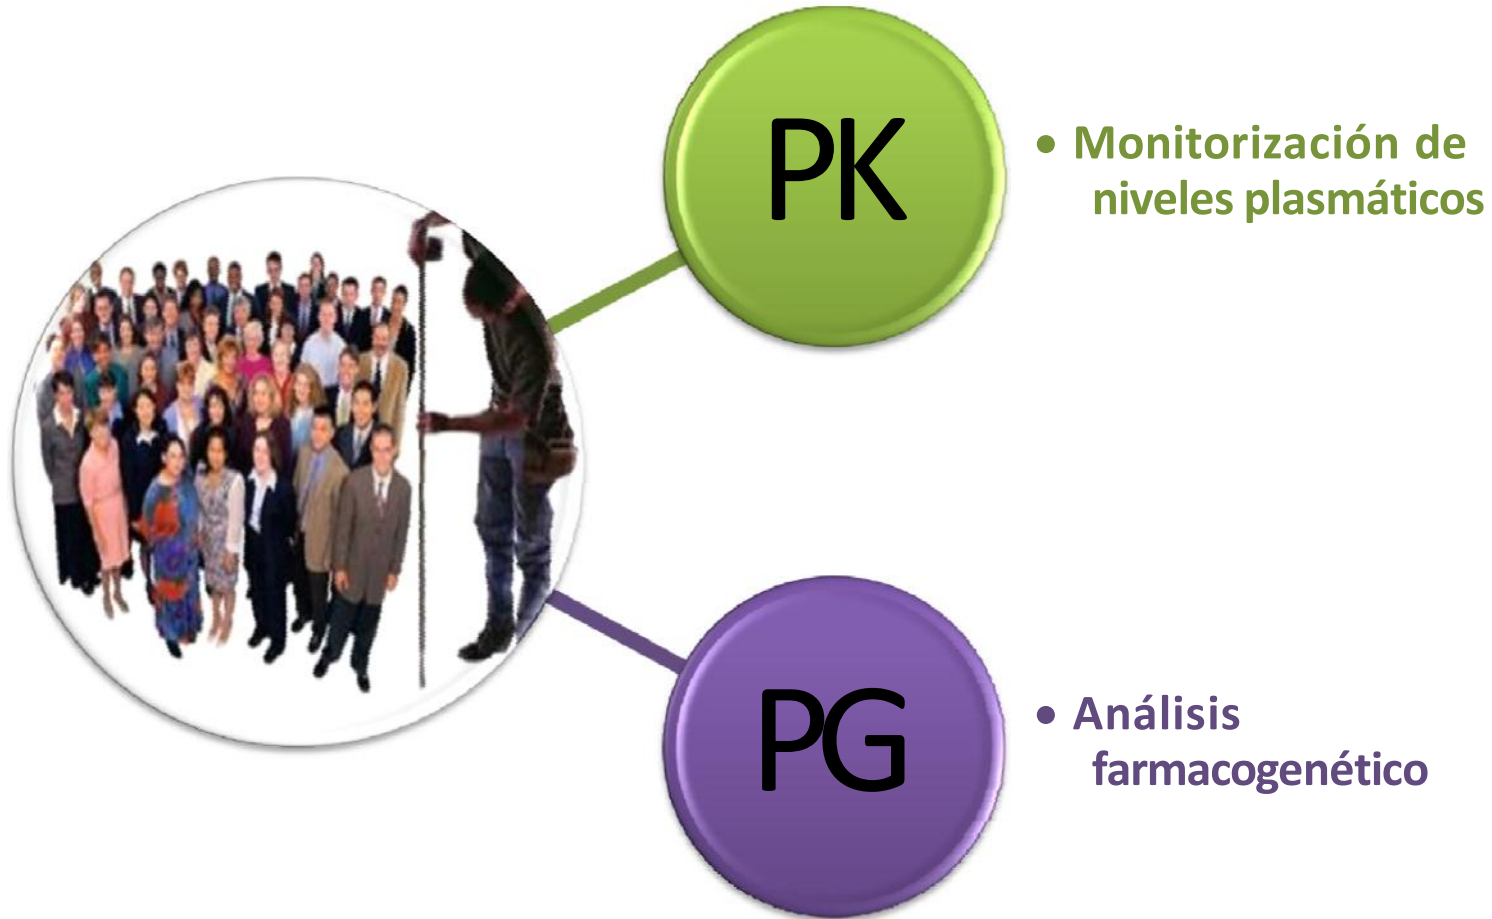 PK
• Monitorización de
niveles plasmáticos
PG
• Análisis
farmacogenético